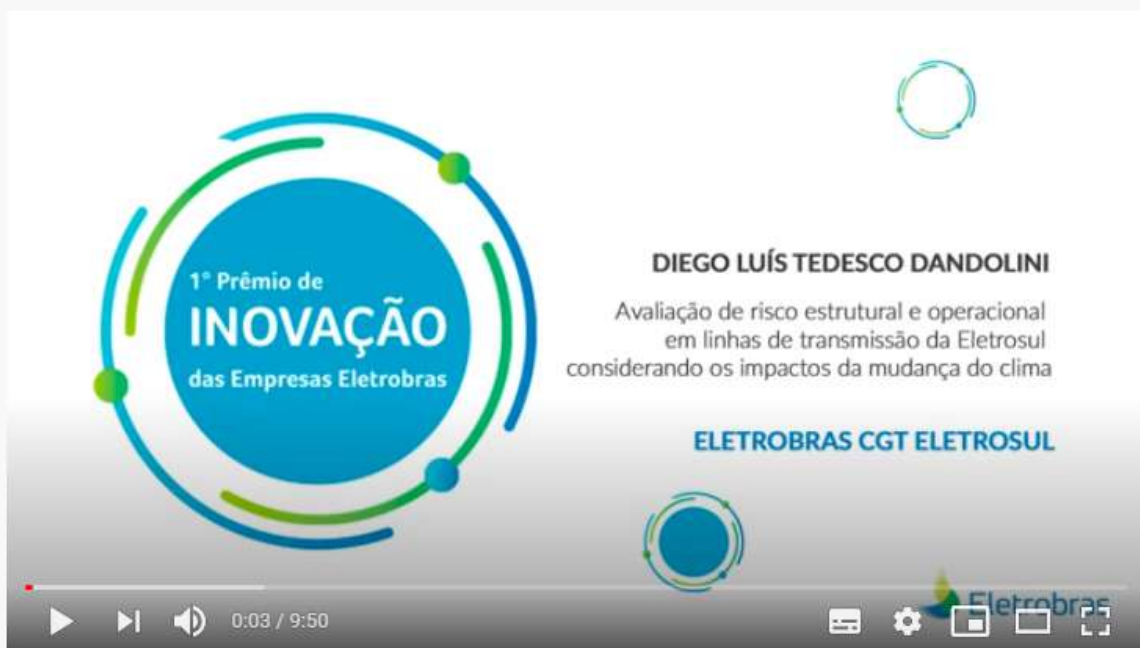 1° Prêmio de
INOVAÇÃO
das Empresas Eletrobras
DIEGO LUÍS TEDESCO DANDOLINI
Avaliação de risco estrutural e operacional
em linhas de transmissão da Eletrosul
considerando os impactos da mudança do clima
ELETROBRAS CGT ELETROSUL
Eletrobras
0:03 / 9:50